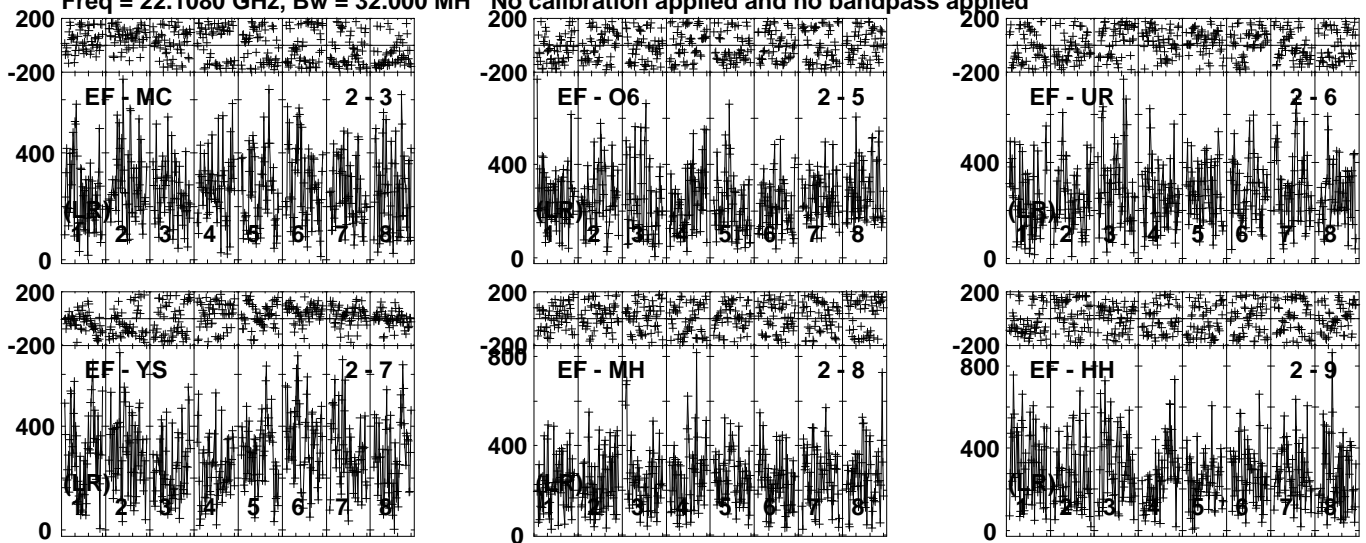 Freq = 22.1080 GHz, Bw = 32.000 MH No calibration applied and no bandpass applied
200
-200
EF - MC 2 - 3
400
(LR)
1 2 3 4 5 6 7 8
0
200
-200
EF - O6 2 - 5
400
(LR)
1 2 3 4 5 6 7 8
0
200
-200
EF - UR 2 - 6
400
(LR)
1 2 3 4 5 6 7 8
0
200
-200
EF - YS 2 - 7
400
(LR)
1 2 3 4 5 6 7 8
0
200
-200
800
EF - MH 2 - 8
400
(LR)
1 2 3 4 5 6 7 8
0
200
-200
800
EF - HH 2 - 9
400
(LR)
1 2 3 4 5 6 7 8
0